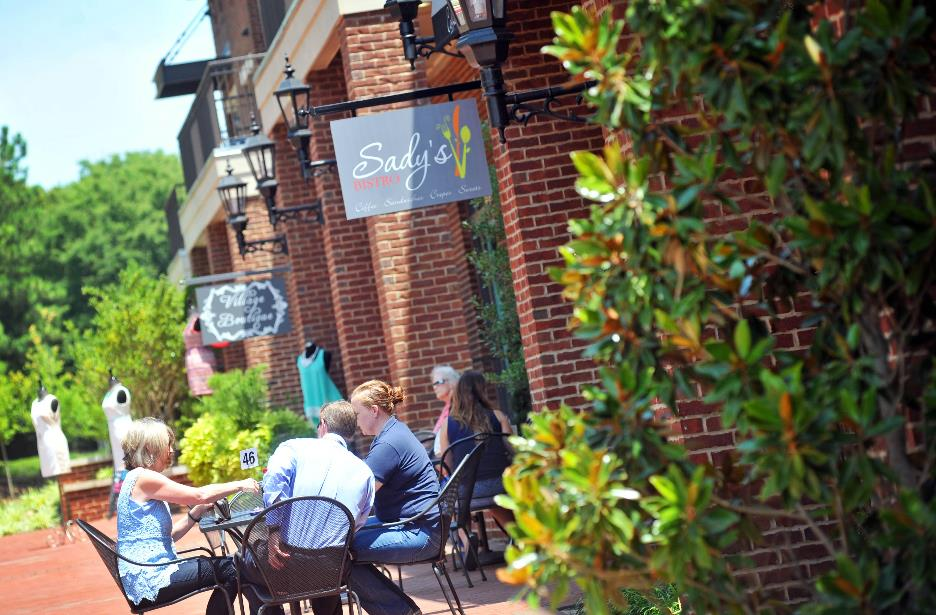 Sady's
BISTRO
Coffee Sandwiches Crepes Sweets
Village
Boutique
46